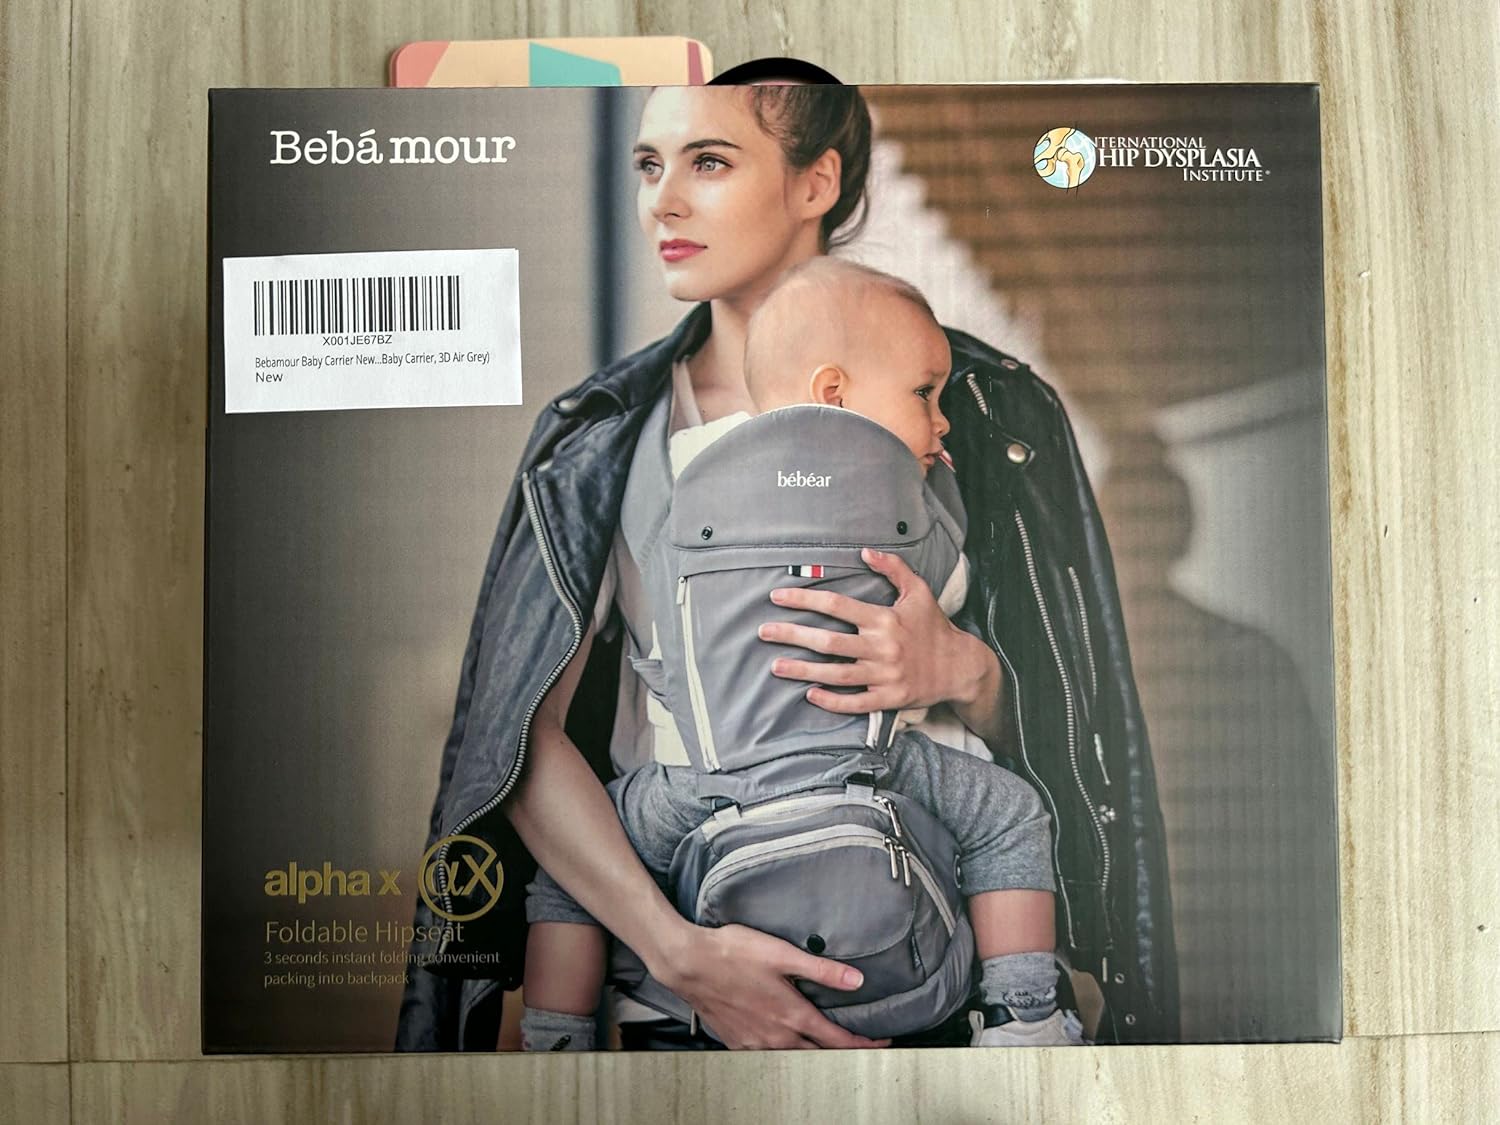 Bebá mour
INTERNATIONAL
HIP DYSPLASIA
INSTITUTE®
X001JE67BZ
Bebamour Baby Carrier New...Baby Carrier, 3D Air Grey)
New
bébéar
alpha x αX
Foldable Hipseat
3 seconds instant folding convenient
packing into backpack